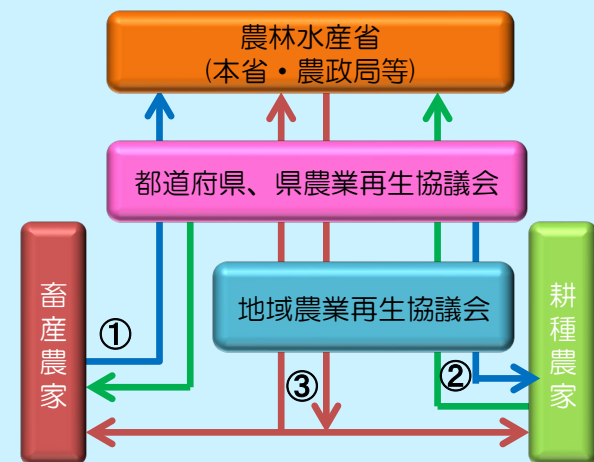 農林水産省
(本省・農政局等)
都道府県、県農業再生協議会
地域農業再生協議会
畜産農家
耕種農家
①
②
③